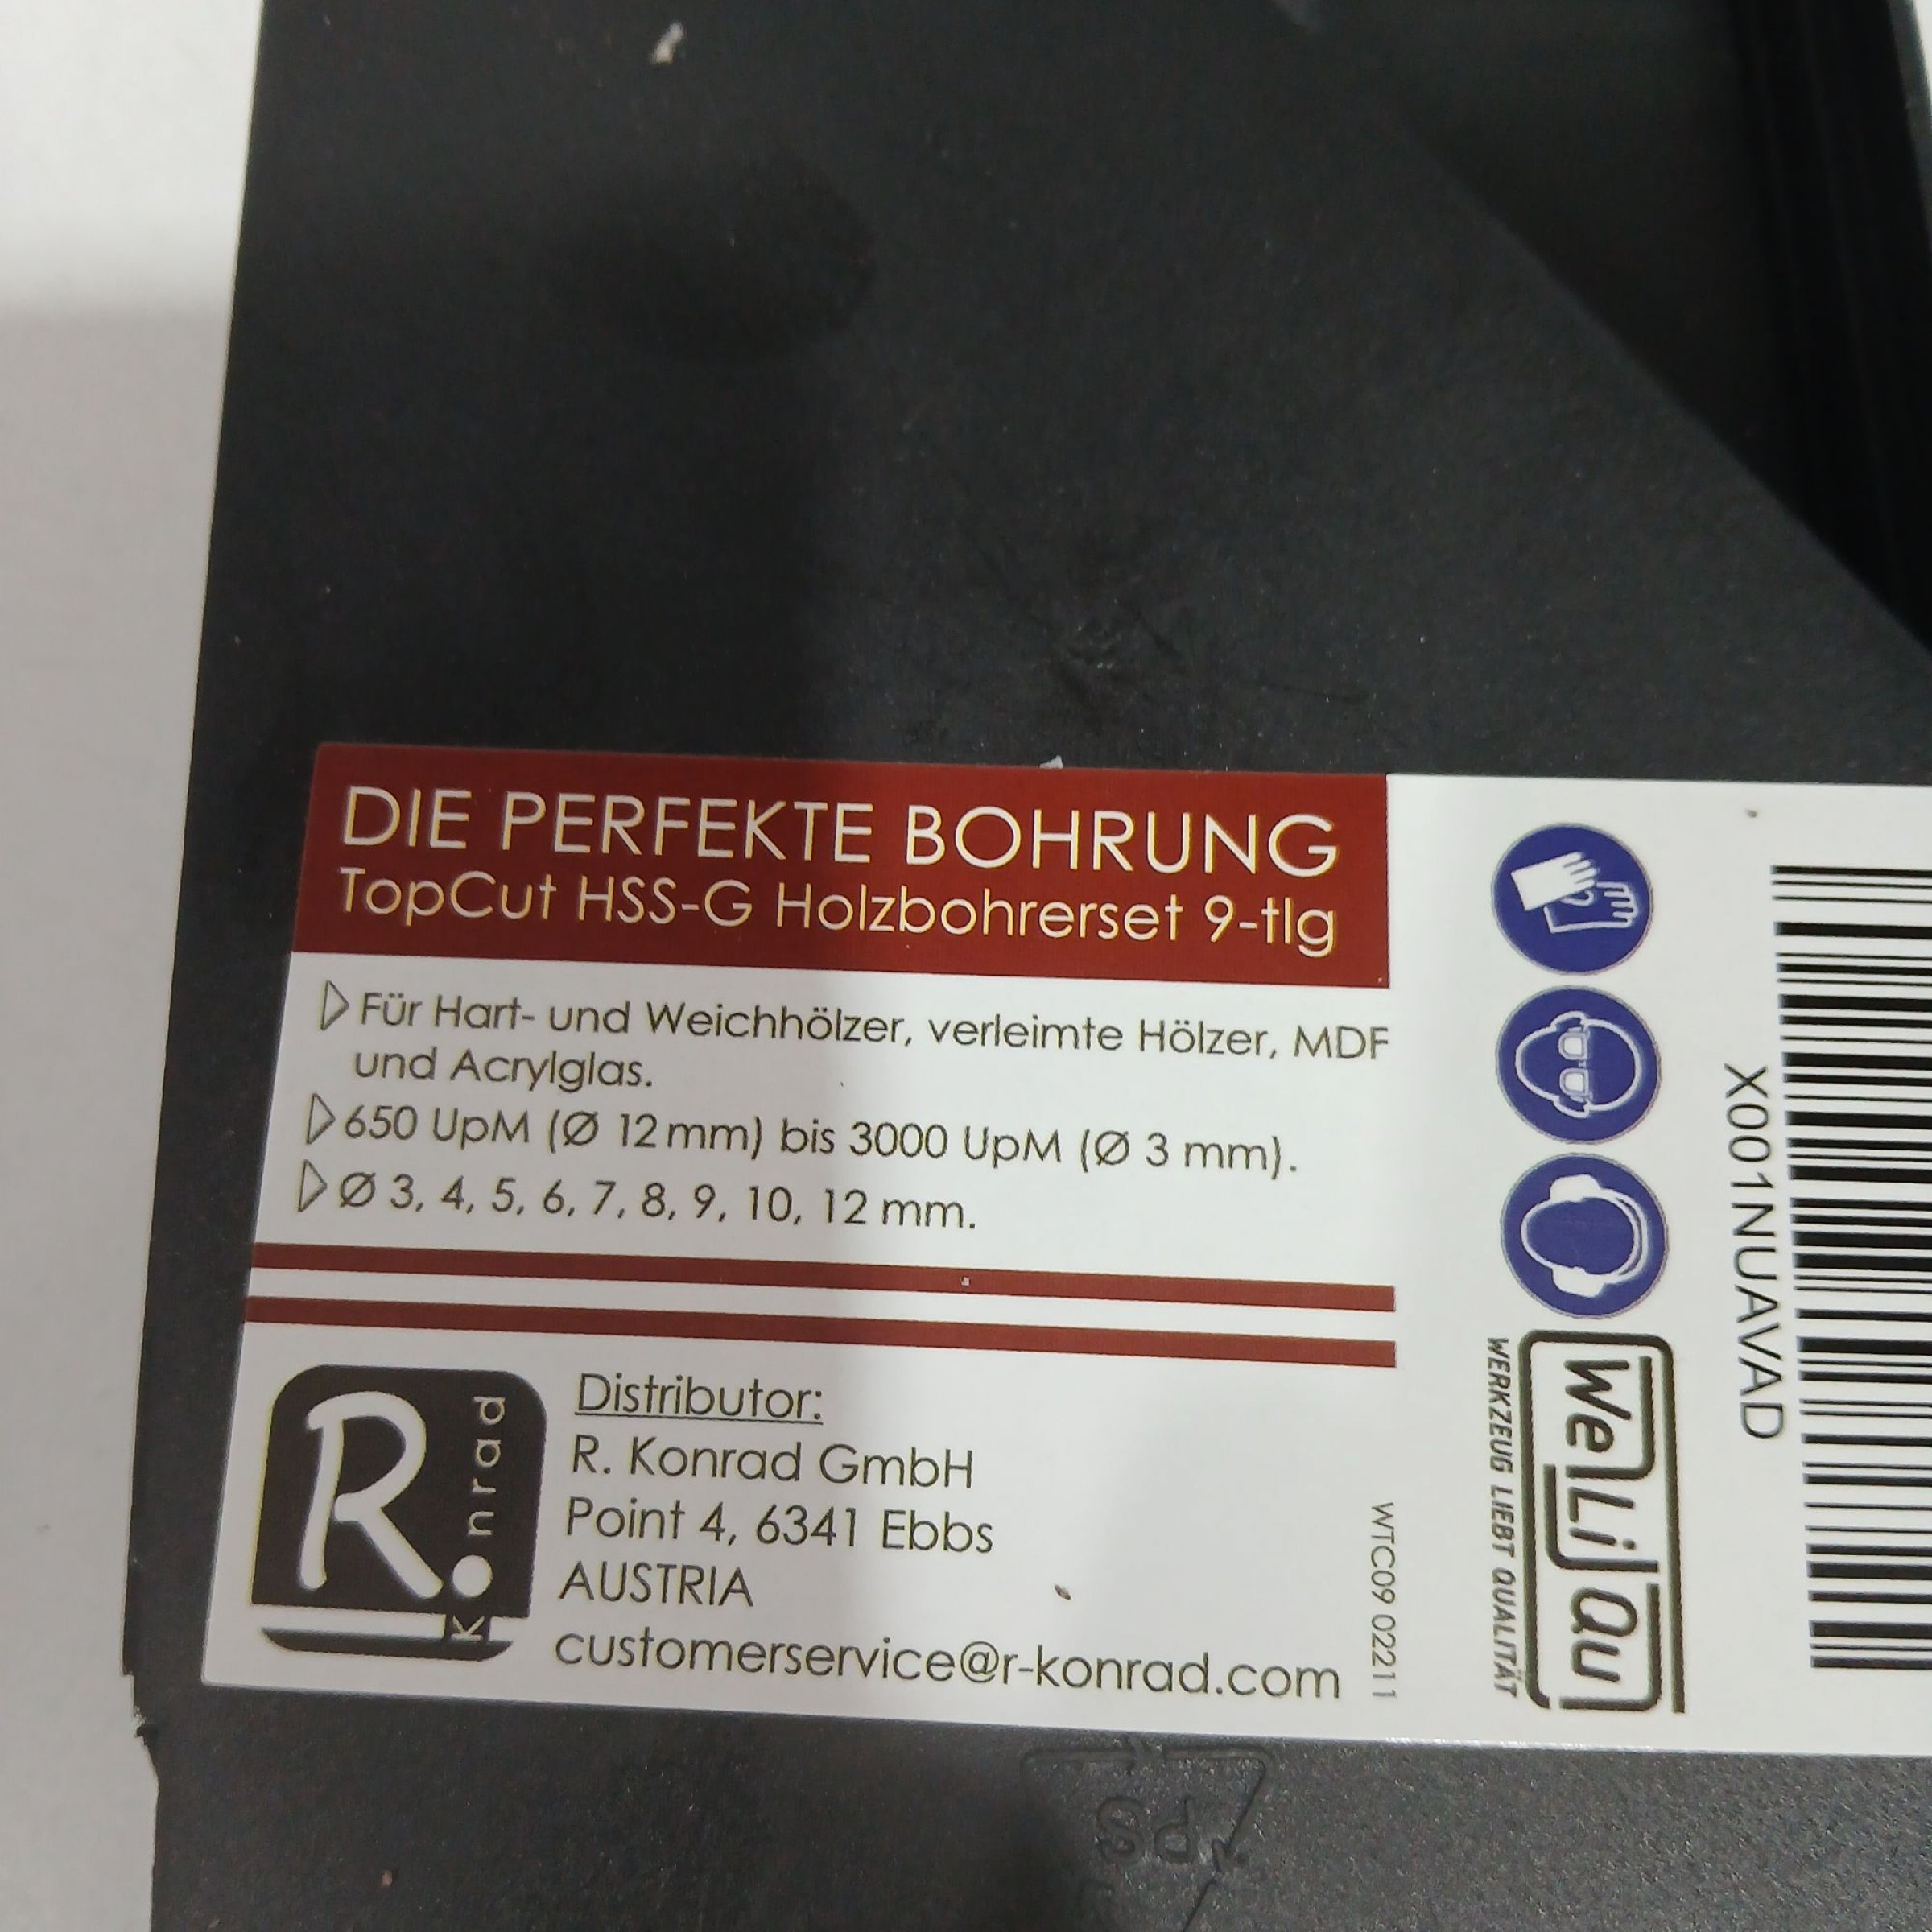 DIE PERFEKTE BOHRUNG
TopCut HSS-G Holzbohrerset 9-tlg
Für Hart- und Weichhölzer, verleimte Hölzer, MDF
und Acrylglas.
650 UpM (Ø 12 mm) bis 3000 UpM (Ø 3 mm).
Ø 3, 4, 5, 6, 7, 8, 9, 10, 12 mm.
R.Konrad
Distributor:
R. Konrad GmbH
Point 4, 6341 Ebbs
AUSTRIA
customerservice@r-konrad.com
WTC09 02211
WeLiQu
WERKZEUG LIEBT QUALITÄT
X001NUAVAD
PS